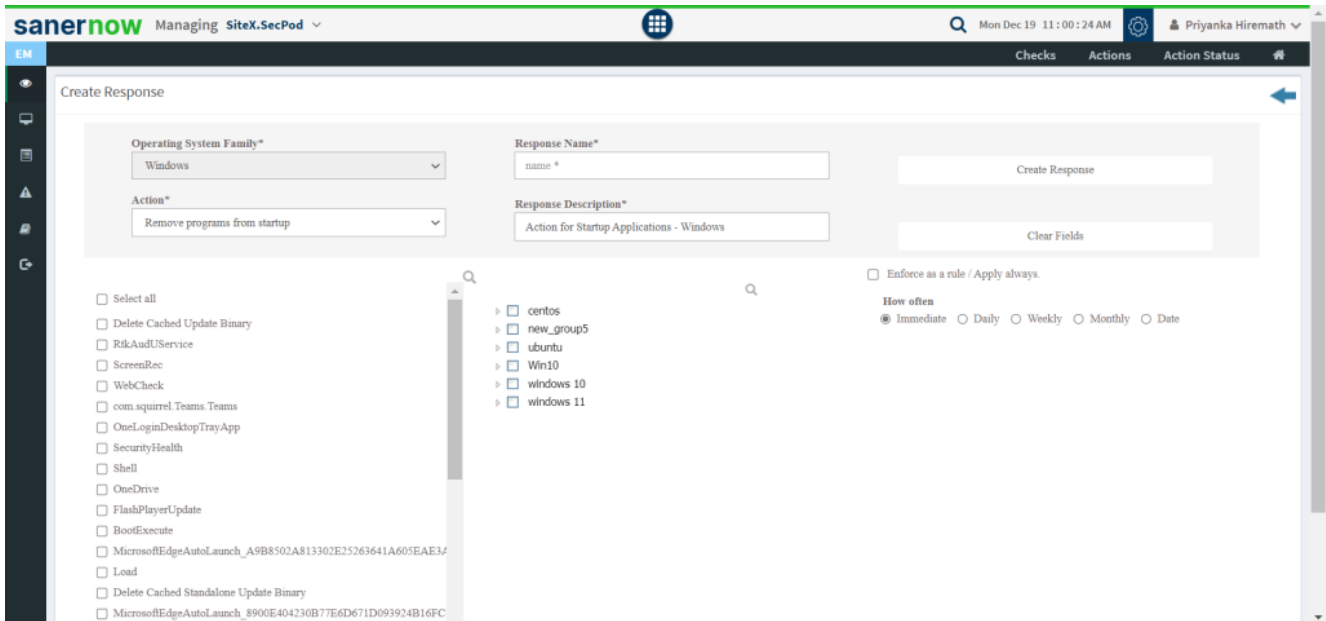 sanernow Managing SiteX.SecPod Mon Dec 19 11:00:24 AM Priyanka Hiremath
EM Checks Actions Action Status
Create Response
Operating System Family*
Windows
Action*
Remove programs from startup
Response Name*
name *
Response Description*
Action for Startup Applications - Windows
Create Response
Clear Fields
Select all
Delete Cached Update Binary
RtkAudUService
ScreenRec
WebCheck
com.squirrel.Teams.Teams
OneLoginDesktopTrayApp
SecurityHealth
Shell
OneDrive
FlashPlayerUpdate
BootExecute
MicrosoftEdgeAutoLaunch_A9B8502A813302E25263641A605EAE3A
Load
Delete Cached Standalone Update Binary
MicrosoftEdgeAutoLaunch_8900E404230B77E6D671D093924B16FC
centos
new_group5
ubuntu
Win10
windows 10
windows 11
Enforce as a rule / Apply always.
How often
Immediate Daily Weekly Monthly Date